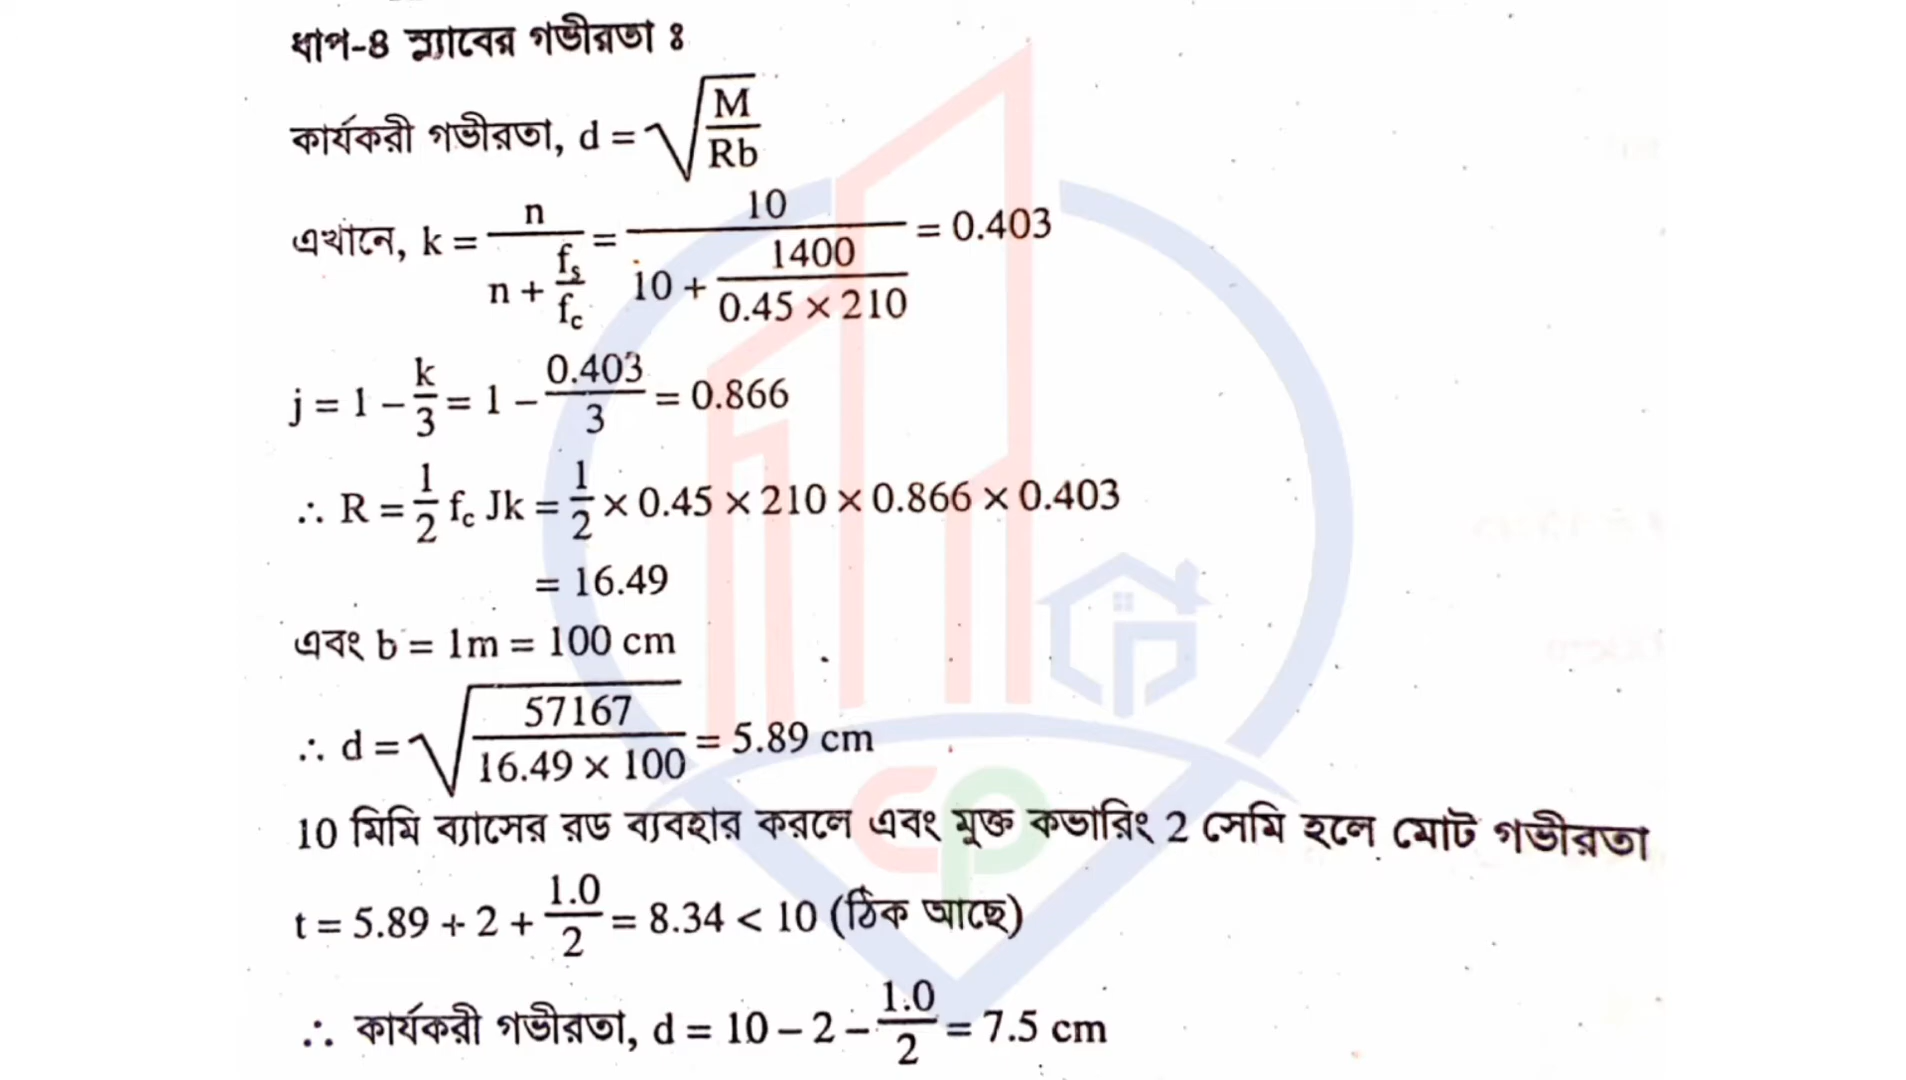 ধাপ-৪ স্ল্যাবের গভীরতা ঃ
কার্যকরী গভীরতা, d = √(M/Rb)
এখানে, k = n/(n + fs/fc) = 10/(10 + 1400/(0.45 × 210)) = 0.403
j = 1 – k/3 = 1 – 0.403/3 = 0.866
∴ R = 1/2 fc Jk = 1/2 × 0.45 × 210 × 0.866 × 0.403
= 16.49
এবং b = 1m = 100 cm
∴ d = √(57167/(16.49 × 100)) = 5.89 cm
10 মিমি ব্যাসের রড ব্যবহার করলে এবং মুক্ত কভারিং 2 সেমি হলে মোট গভীরতা
t = 5.89 + 2 + 1.0/2 = 8.34 < 10 (ঠিক আছে)
∴ কার্যকরী গভীরতা, d = 10 – 2 – 1.0/2 = 7.5 cm